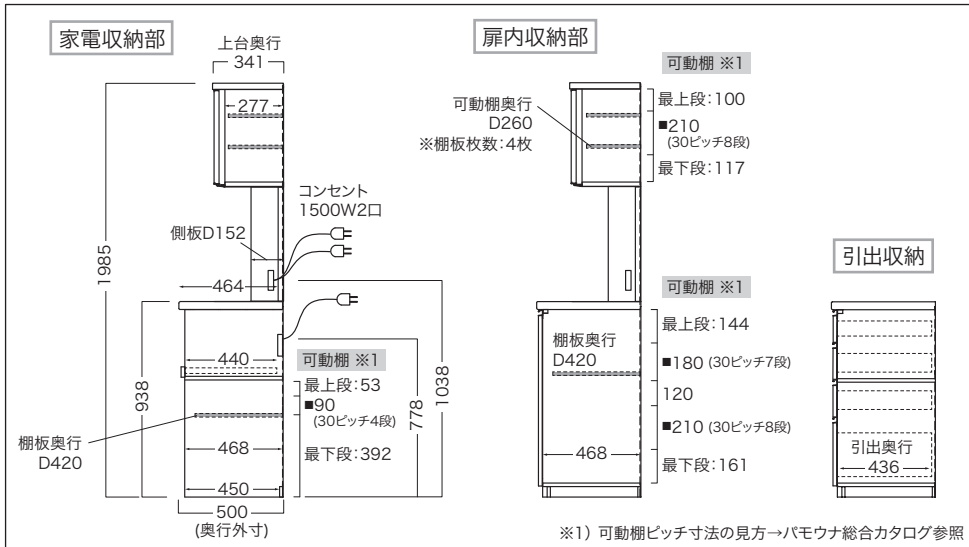 家電収納部
上台奥行
341
277
コンセント
1500W2口
側板D152
464
1985
938
440
可動棚 ※1
最上段:53
■90
(30ピッチ4段)
最下段:392
778
1038
棚板奥行
D420
468
450
500
(奥行外寸)
扉内収納部
可動棚 ※1
可動棚奥行
D260
※棚板枚数:4枚
最上段:100
■210
(30ピッチ8段)
最下段:117
可動棚 ※1
棚板奥行
D420
最上段:144
■180 (30ピッチ7段)
120
■210 (30ピッチ8段)
最下段:161
468
引出収納
引出奥行
436
※1) 可動棚ピッチ寸法の見方→パモウナ総合カタログ参照